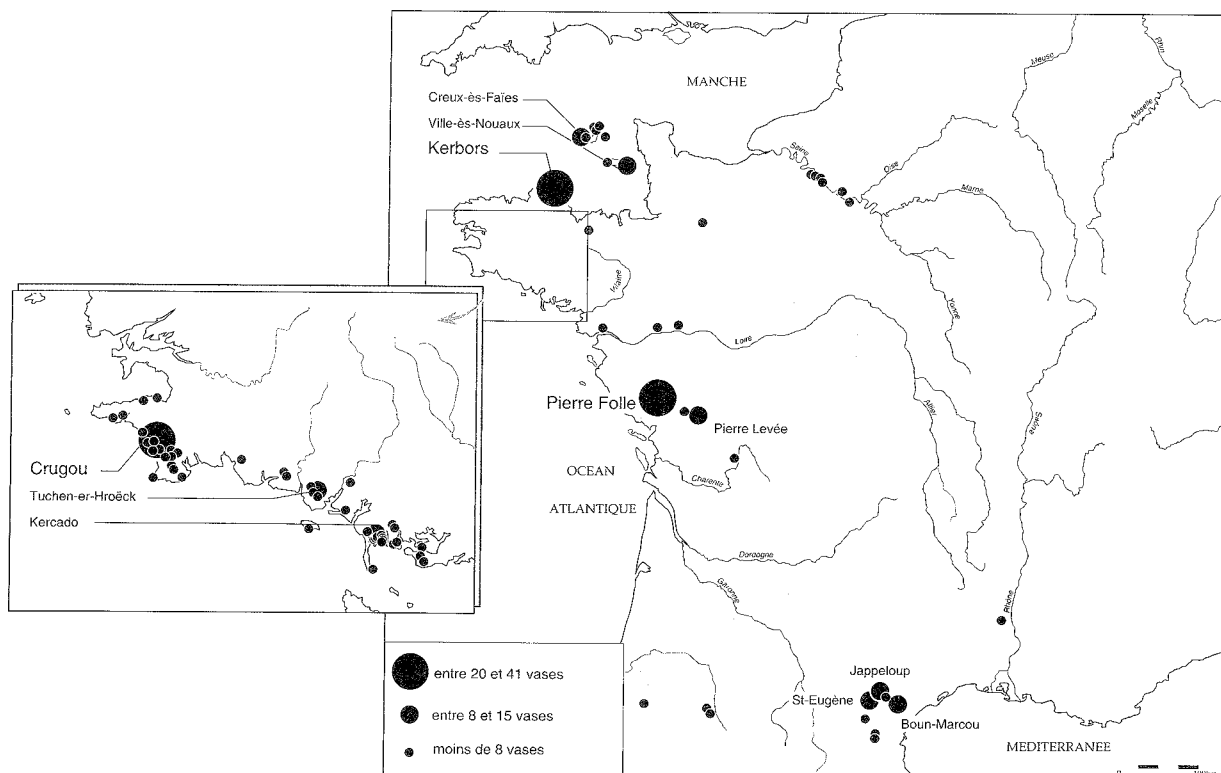 MANCHE
Creux-ès-Faïes
Ville-ès-Nouaux
Kerbors
Meuse
Rhin
Moselle
Seine
Oise
Marne
Yonne
Vilaine
Loire
Allier
Saône
Pierre Folle
Pierre Levée
Charente
OCEAN
ATLANTIQUE
Dordogne
Garonne
Rhône
Crugou
Tuchen-er-Hroëck
Kercado
Jappeloup
St-Eugène
Boun-Marcou
MEDITERRANEE
entre 20 et 41 vases
entre 8 et 15 vases
moins de 8 vases
0